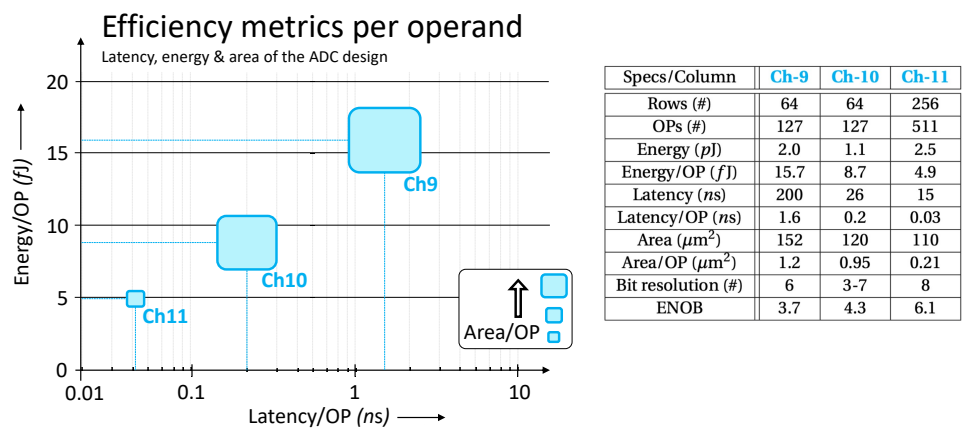 Efficiency metrics per operand
Latency, energy & area of the ADC design
Energy/OP (fJ)
20
15
10
5
0
0.01
0.1
1
10
Latency/OP (ns)
Ch9
Ch10
Ch11
Area/OP
Specs/Column Ch-9 Ch-10 Ch-11
Rows (#) 64 64 256
OPs (#) 127 127 511
Energy (pJ) 2.0 1.1 2.5
Energy/OP (fJ) 15.7 8.7 4.9
Latency (ns) 200 26 15
Latency/OP (ns) 1.6 0.2 0.03
Area (μm²) 152 120 110
Area/OP (μm²) 1.2 0.95 0.21
Bit resolution (#) 6 3-7 8
ENOB 3.7 4.3 6.1